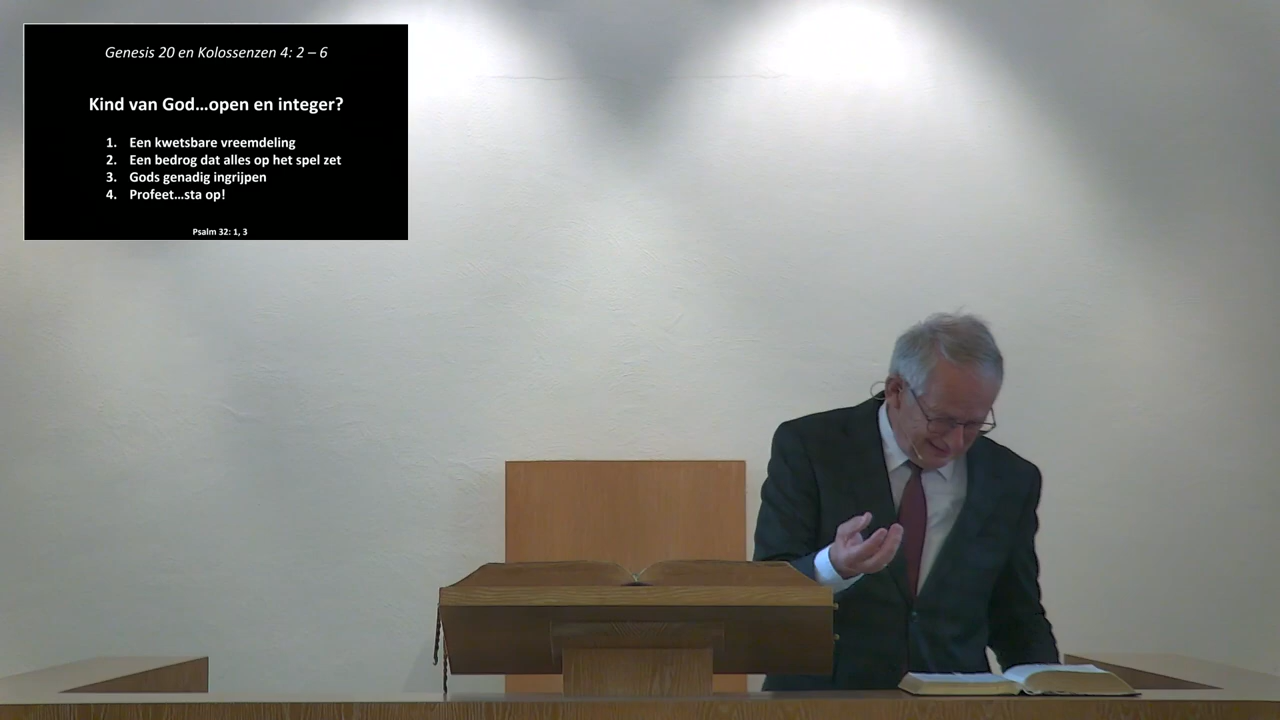 Genesis 20 en Kolossenzen 4: 2 – 6
Kind van God...open en integer?
1. Een kwetsbare vreemdeling
2. Een bedrog dat alles op het spel zet
3. Gods genadig ingrijpen
4. Profeet...sta op!
Psalm 32: 1, 3